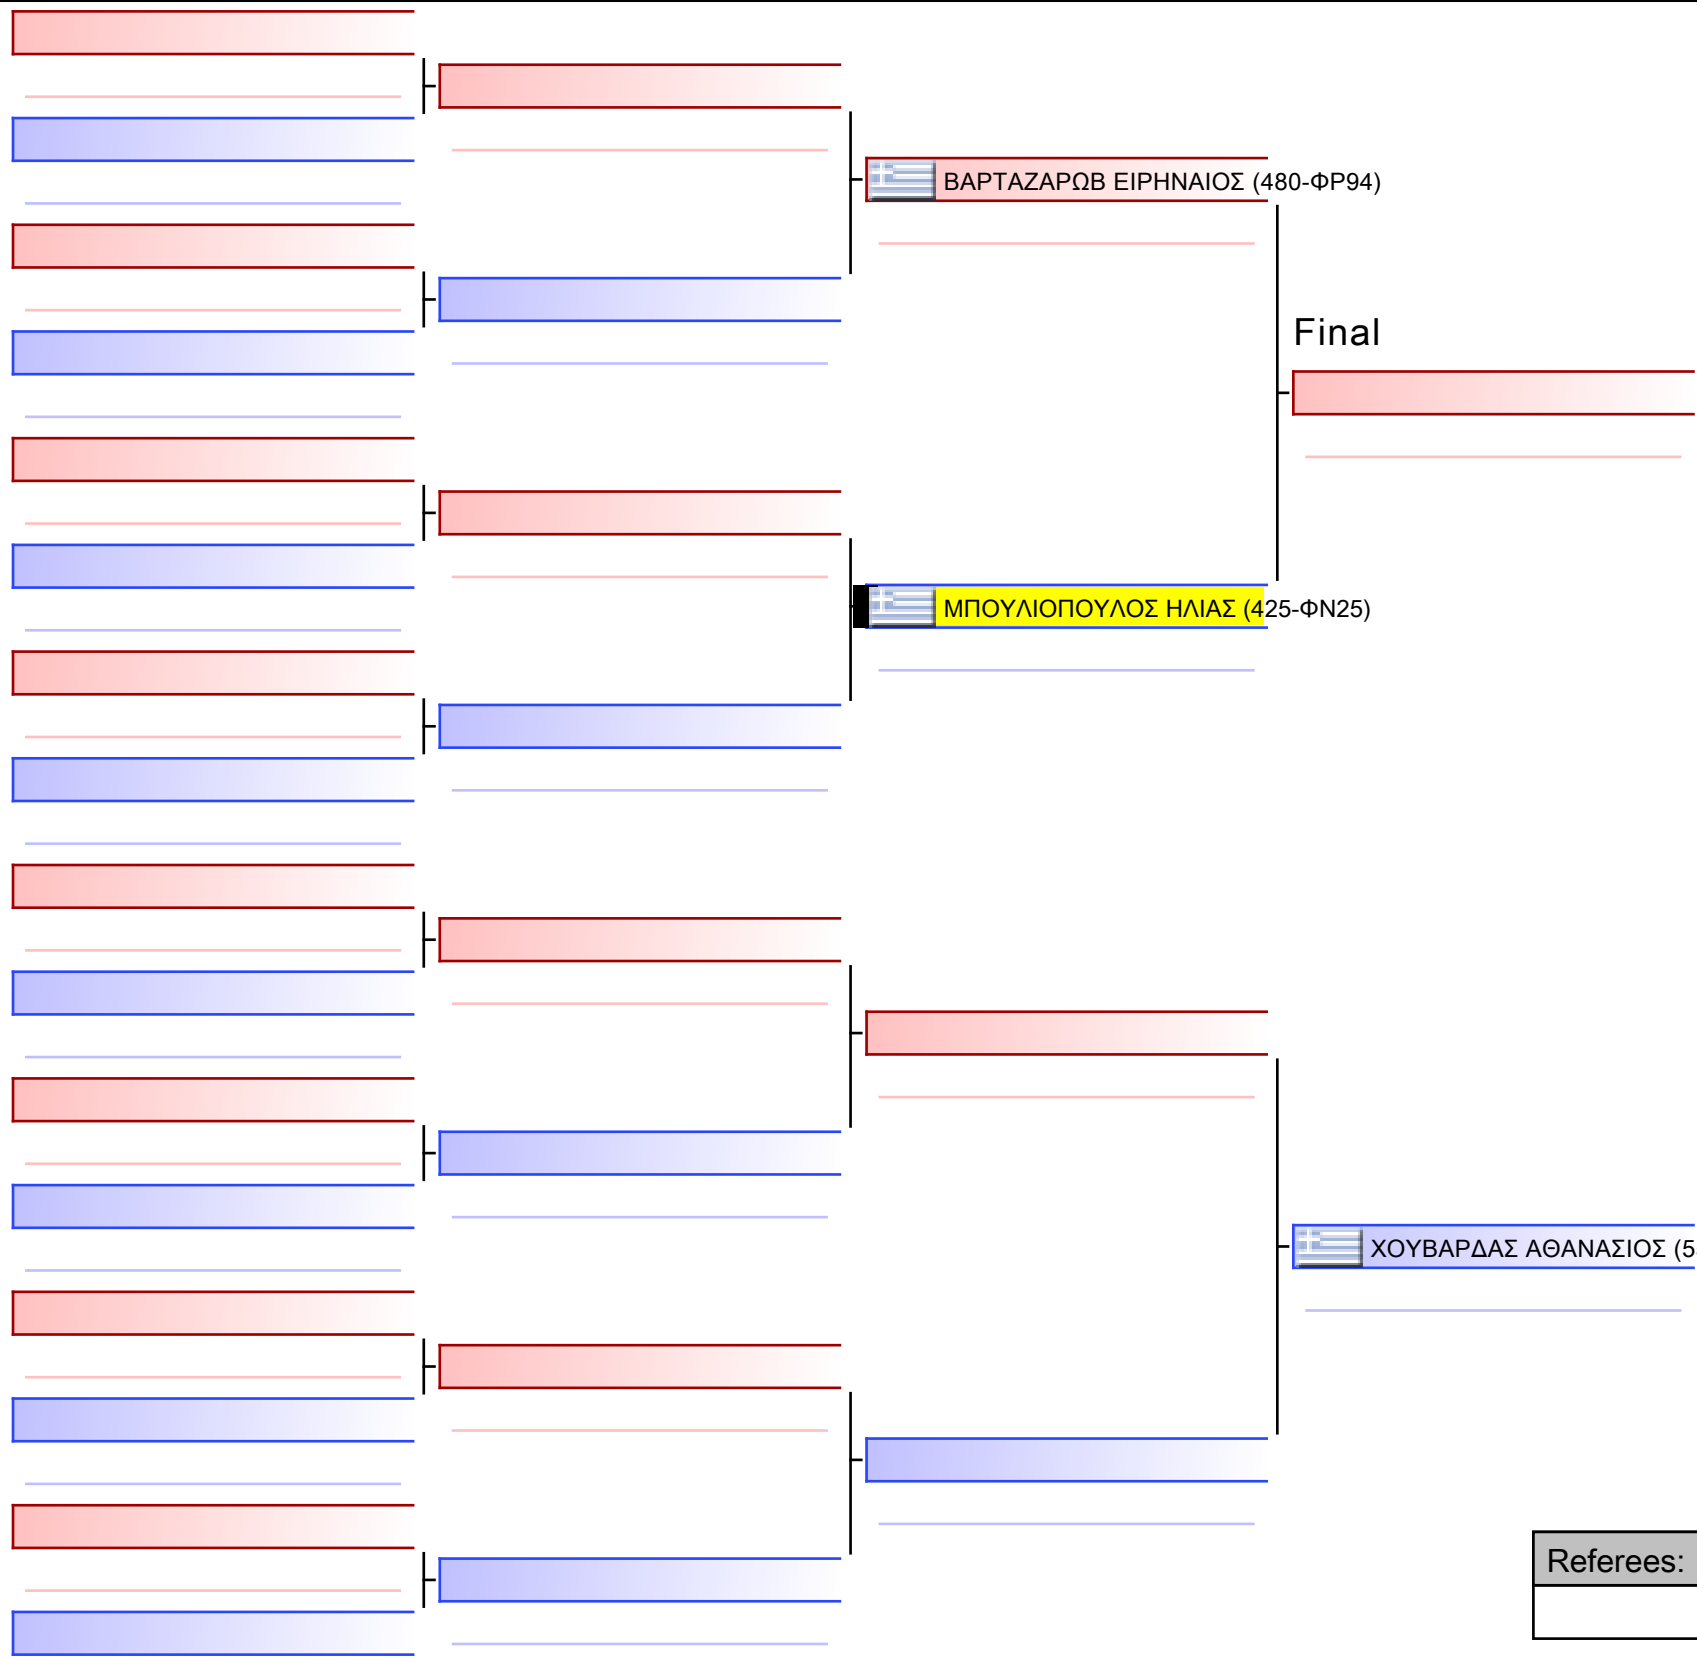 ΒΑΡΤΑΖΑΡΩΒ ΕΙΡΗΝΑΙΟΣ (480-ΦΡ94)
Final
ΜΠΟΥΛΙΟΠΟΥΛΟΣ ΗΛΙΑΣ (425-ΦΝ25)
ΧΟΥΒΑΡΔΑΣ ΑΘΑΝΑΣΙΟΣ
Referees: